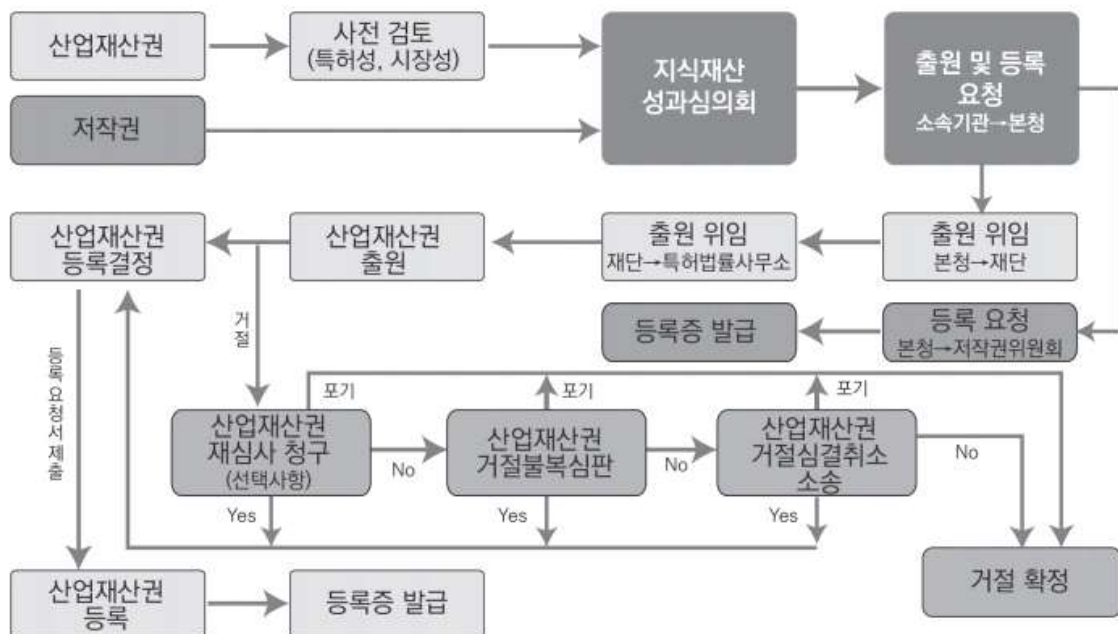 산업재산권
사전 검토
(특허성, 시장성)
지식재산
성과심의회
출원 및 등록
요청
소속기관→본청
저작권
산업재산권
등록결정
산업재산권
출원
출원 위임
재단→특허법률사무소
출원 위임
본청→재단
거절
등록증 발급
등록 요청
본청→저작권위원회
등록 요청서 제출
포기
포기
포기
산업재산권
재심사 청구
(선택사항)
No
산업재산권
거절불복심판
No
산업재산권
거절심결취소
소송
No
Yes
Yes
Yes
거절 확정
산업재산권
등록
등록증 발급